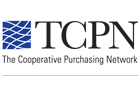 TCPN
The Cooperative Purchasing Network